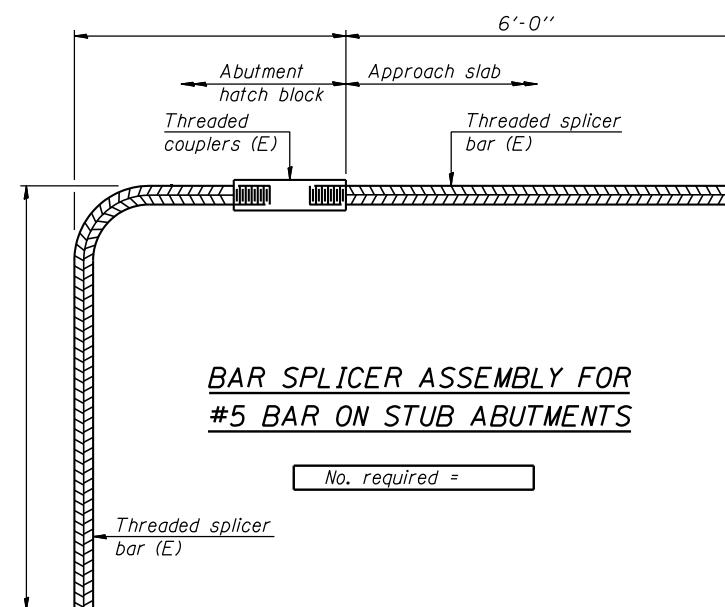 6'-0"
Abutment
hatch block
Approach slab
Threaded
couplers (E)
Threaded splicer
bar (E)
BAR SPLICER ASSEMBLY FOR
#5 BAR ON STUB ABUTMENTS
No. required =
Threaded splicer
bar (E)